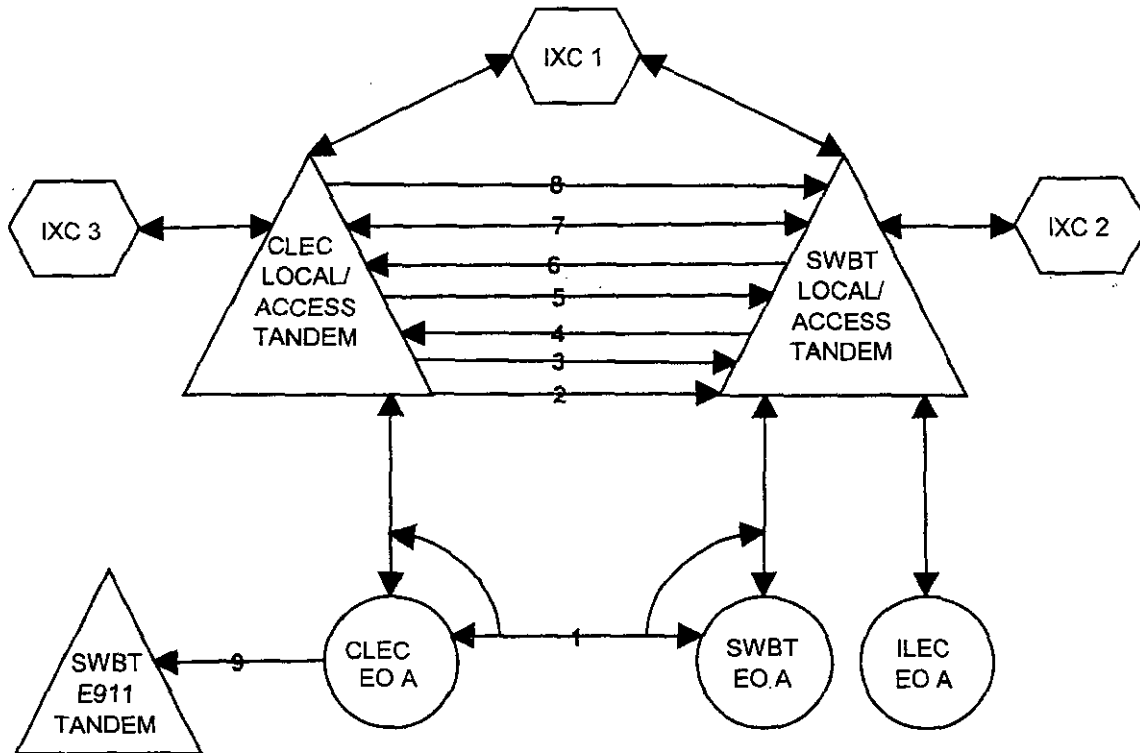 IXC 1
8
IXC 3
7
IXC 2
CLEC
LOCAL/
ACCESS
TANDEM
6
5
4
3
2
SWBT
LOCAL/
ACCESS
TANDEM
1
9
SWBT
E911
TANDEM
CLEC
EO A
SWBT
EO A
ILEC
EO A